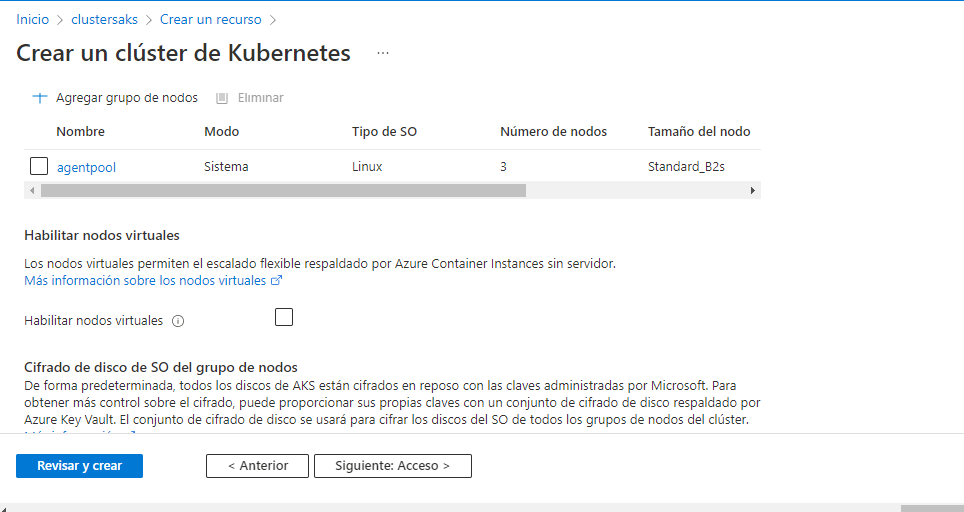 Inicio > clustersaks > Crear un recurso >
Crear un clúster de Kubernetes ...
+ Agregar grupo de nodos Eliminar
Nombre Modo Tipo de SO Número de nodos Tamaño del nodo
agentpool Sistema Linux 3 Standard_B2s
Habilitar nodos virtuales
Los nodos virtuales permiten el escalado flexible respaldado por Azure Container Instances sin servidor.
Más información sobre los nodos virtuales
Habilitar nodos virtuales
Cifrado de disco de SO del grupo de nodos
De forma predeterminada, todos los discos de AKS están cifrados en reposo con las claves administradas por Microsoft. Para
obtener más control sobre el cifrado, puede proporcionar sus propias claves con un conjunto de cifrado de disco respaldado por
Azure Key Vault. El conjunto de cifrado de disco se usará para cifrar los discos del SO de todos los grupos de nodos del clúster.
Revisar y crear < Anterior Siguiente: Acceso >